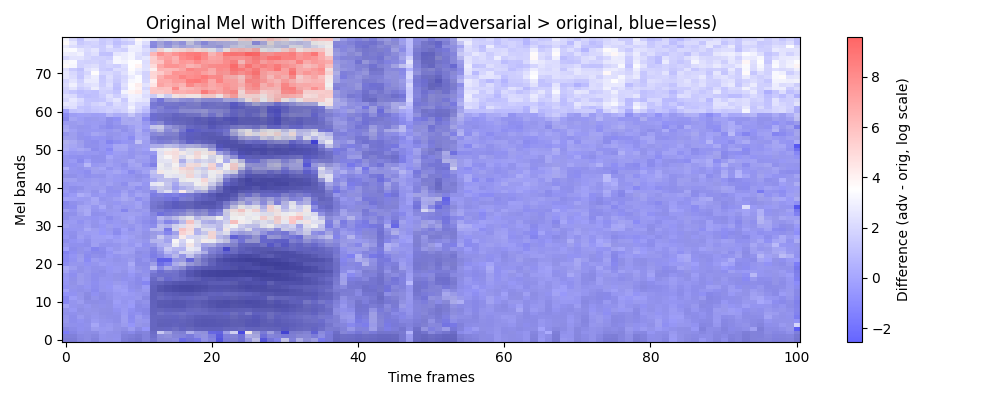 Original Mel with Differences (red=adversarial > original, blue=less)
70
60
50
40
30
20
10
0
Mel bands
0 20 40 60 80 100
Time frames
8
6
4
2
0
−2
Difference (adv - orig, log scale)